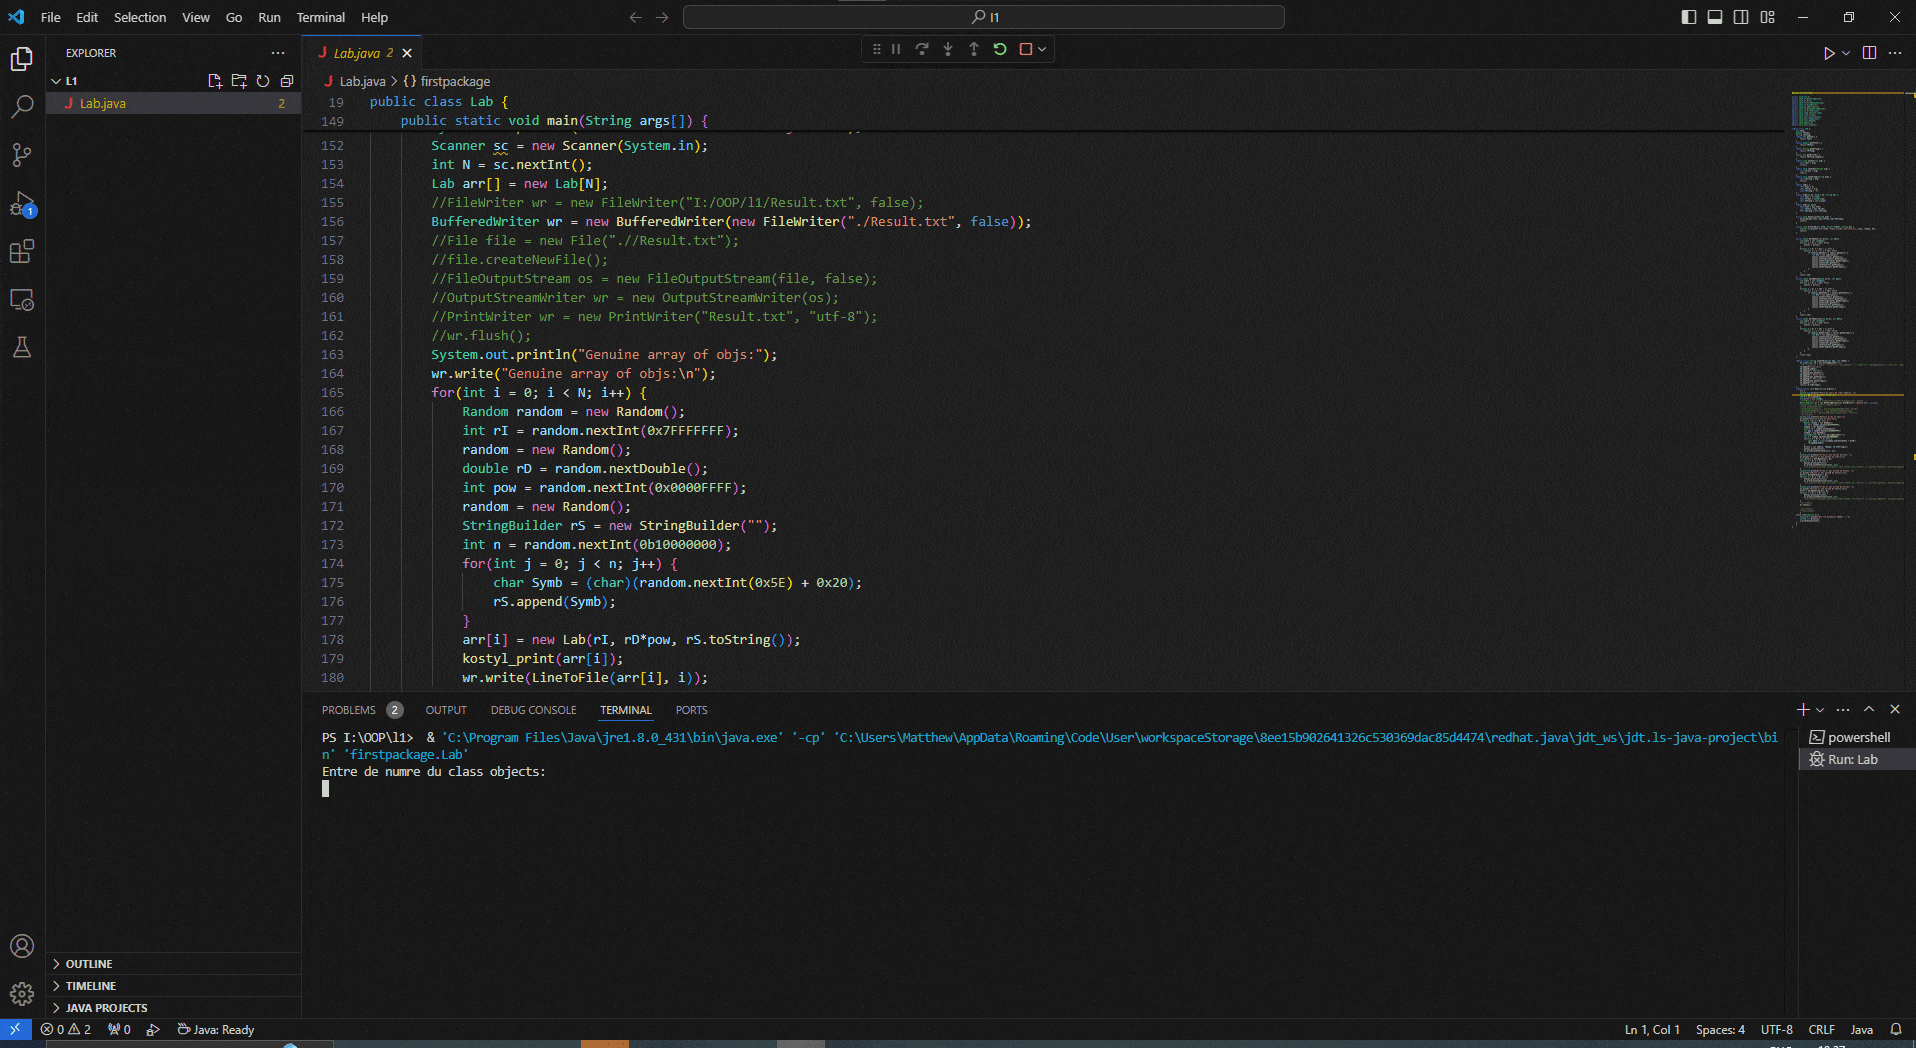 File Edit Selection View Go Run Terminal Help
l1
EXPLORER
L1
Lab.java 2
Lab.java 2
Lab.java > {} firstpackage
19 public class Lab {
149 public static void main(String args[]) {
152 Scanner sc = new Scanner(System.in);
153 int N = sc.nextInt();
154 Lab arr[] = new Lab[N];
155 //FileWriter wr = new FileWriter("I:/OOP/l1/Result.txt", false);
156 BufferedWriter wr = new BufferedWriter(new FileWriter("./Result.txt", false));
157 //File file = new File(".//Result.txt");
158 //file.createNewFile();
159 //FileOutputStream os = new FileOutputStream(file, false);
160 //OutputStreamWriter wr = new OutputStreamWriter(os);
161 //PrintWriter wr = new PrintWriter("Result.txt", "utf-8");
162 //wr.flush();
163 System.out.println("Genuine array of objs:");
164 wr.write("Genuine array of objs:\n");
165 for(int i = 0; i < N; i++) {
166 Random random = new Random();
167 int rI = random.nextInt(0x7FFFFFFF);
168 random = new Random();
169 double rD = random.nextDouble();
170 int pow = random.nextInt(0x0000FFFF);
171 random = new Random();
172 StringBuilder rS = new StringBuilder("");
173 int n = random.nextInt(0b10000000);
174 for(int j = 0; j < n; j++) {
175 char Symb = (char)(random.nextInt(0x5E) + 0x20);
176 rS.append(Symb);
177 }
178 arr[i] = new Lab(rI, rD*pow, rS.toString());
179 kostyl_print(arr[i]);
180 wr.write(LineToFile(arr[i], i));
PROBLEMS 2 OUTPUT DEBUG CONSOLE TERMINAL PORTS
PS I:\OOP\l1> & 'C:\Program Files\Java\jre1.8.0_431\bin\java.exe' '-cp' 'C:\Users\Matthew\AppData\Roaming\Code\User\workspaceStorage\8ee15b902641326c530369dac85d4474\redhat.java\jdt_ws\jdt.ls-java-project\bi
n' 'firstpackage.Lab'
Entre de numre du class objects:
powershell
Run: Lab
1
OUTLINE
TIMELINE
JAVA PROJECTS
0 2 0 Java: Ready
Ln 1, Col 1 Spaces: 4 UTF-8 CRLF Java